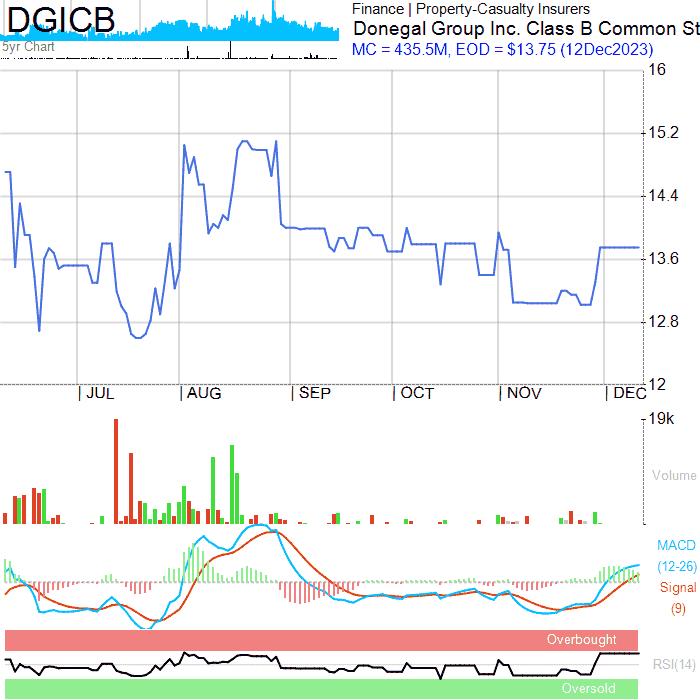 DGICB
5yr Chart
Finance | Property-Casualty Insurers
Donegal Group Inc. Class B Common St
MC = 435.5M, EOD = $13.75 (12Dec2023)
16
15.2
14.4
13.6
12.8
12
| JUL | AUG | SEP | OCT | NOV | DEC
19k
Volume
MACD
(12-26)
Signal
(9)
Overbought
RSI(14)
Oversold